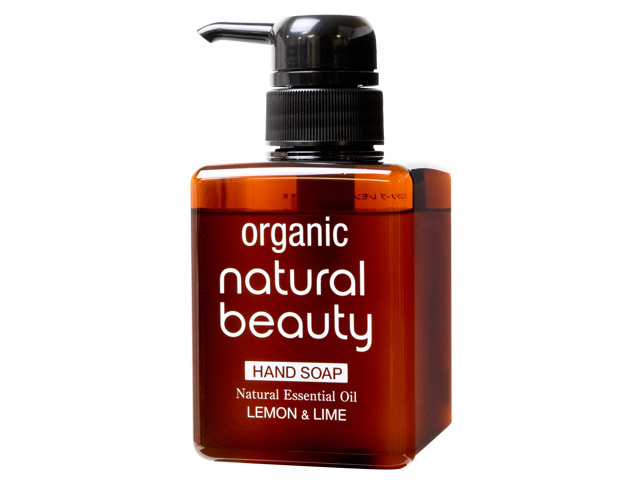 organic
natural
beauty
HAND SOAP
Natural Essential Oil
LEMON & LIME